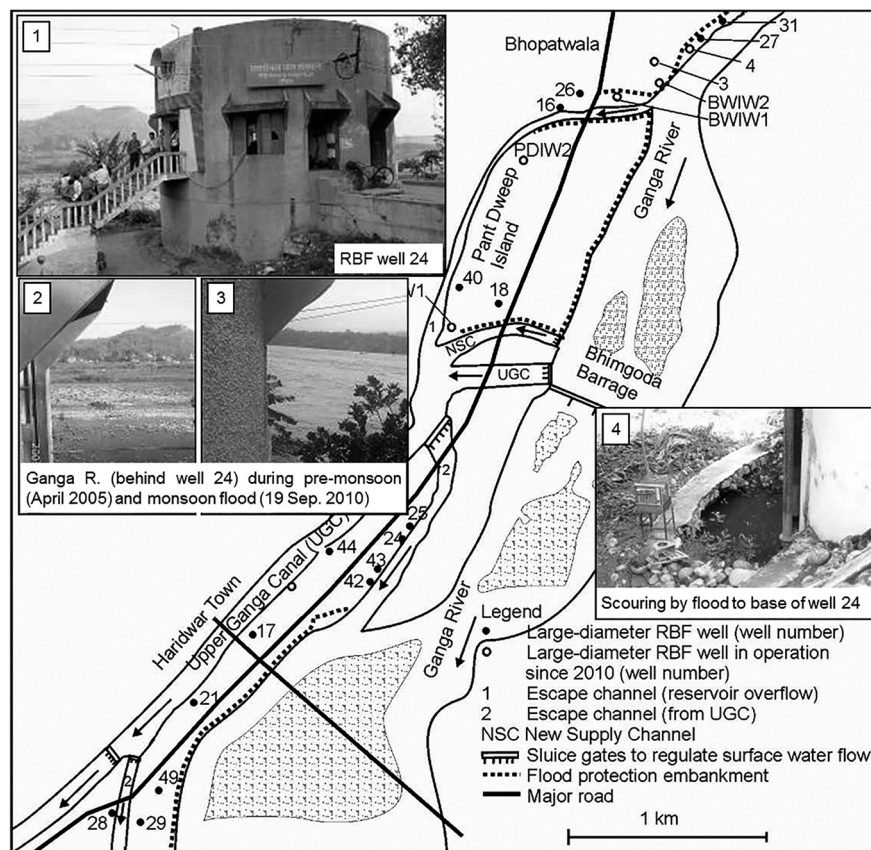 1
RBF well 24
2
3
Ganga R. (behind well 24) during pre-monsoon
(April 2005) and monsoon flood (19 Sep. 2010)
Bhopatwala
31
27
4
3
BWIW2
BWIW1
26
16
PDIW2
Pant Dweep
Island
Ganga River
40
18
1
NSC
UGC
Bhimgoda
Barrage
4
Scouring by flood to base of well 24
2
25
24
43
42
44
Upper Ganga Canal (UGC)
Haridwar Town
17
21
Ganga River
2
49
28
29
Legend
Large-diameter RBF well (well number)
Large-diameter RBF well in operation
since 2010 (well number)
1 Escape channel (reservoir overflow)
2 Escape channel (from UGC)
NSC New Supply Channel
Sluice gates to regulate surface water flow
Flood protection embankment
Major road
1 km